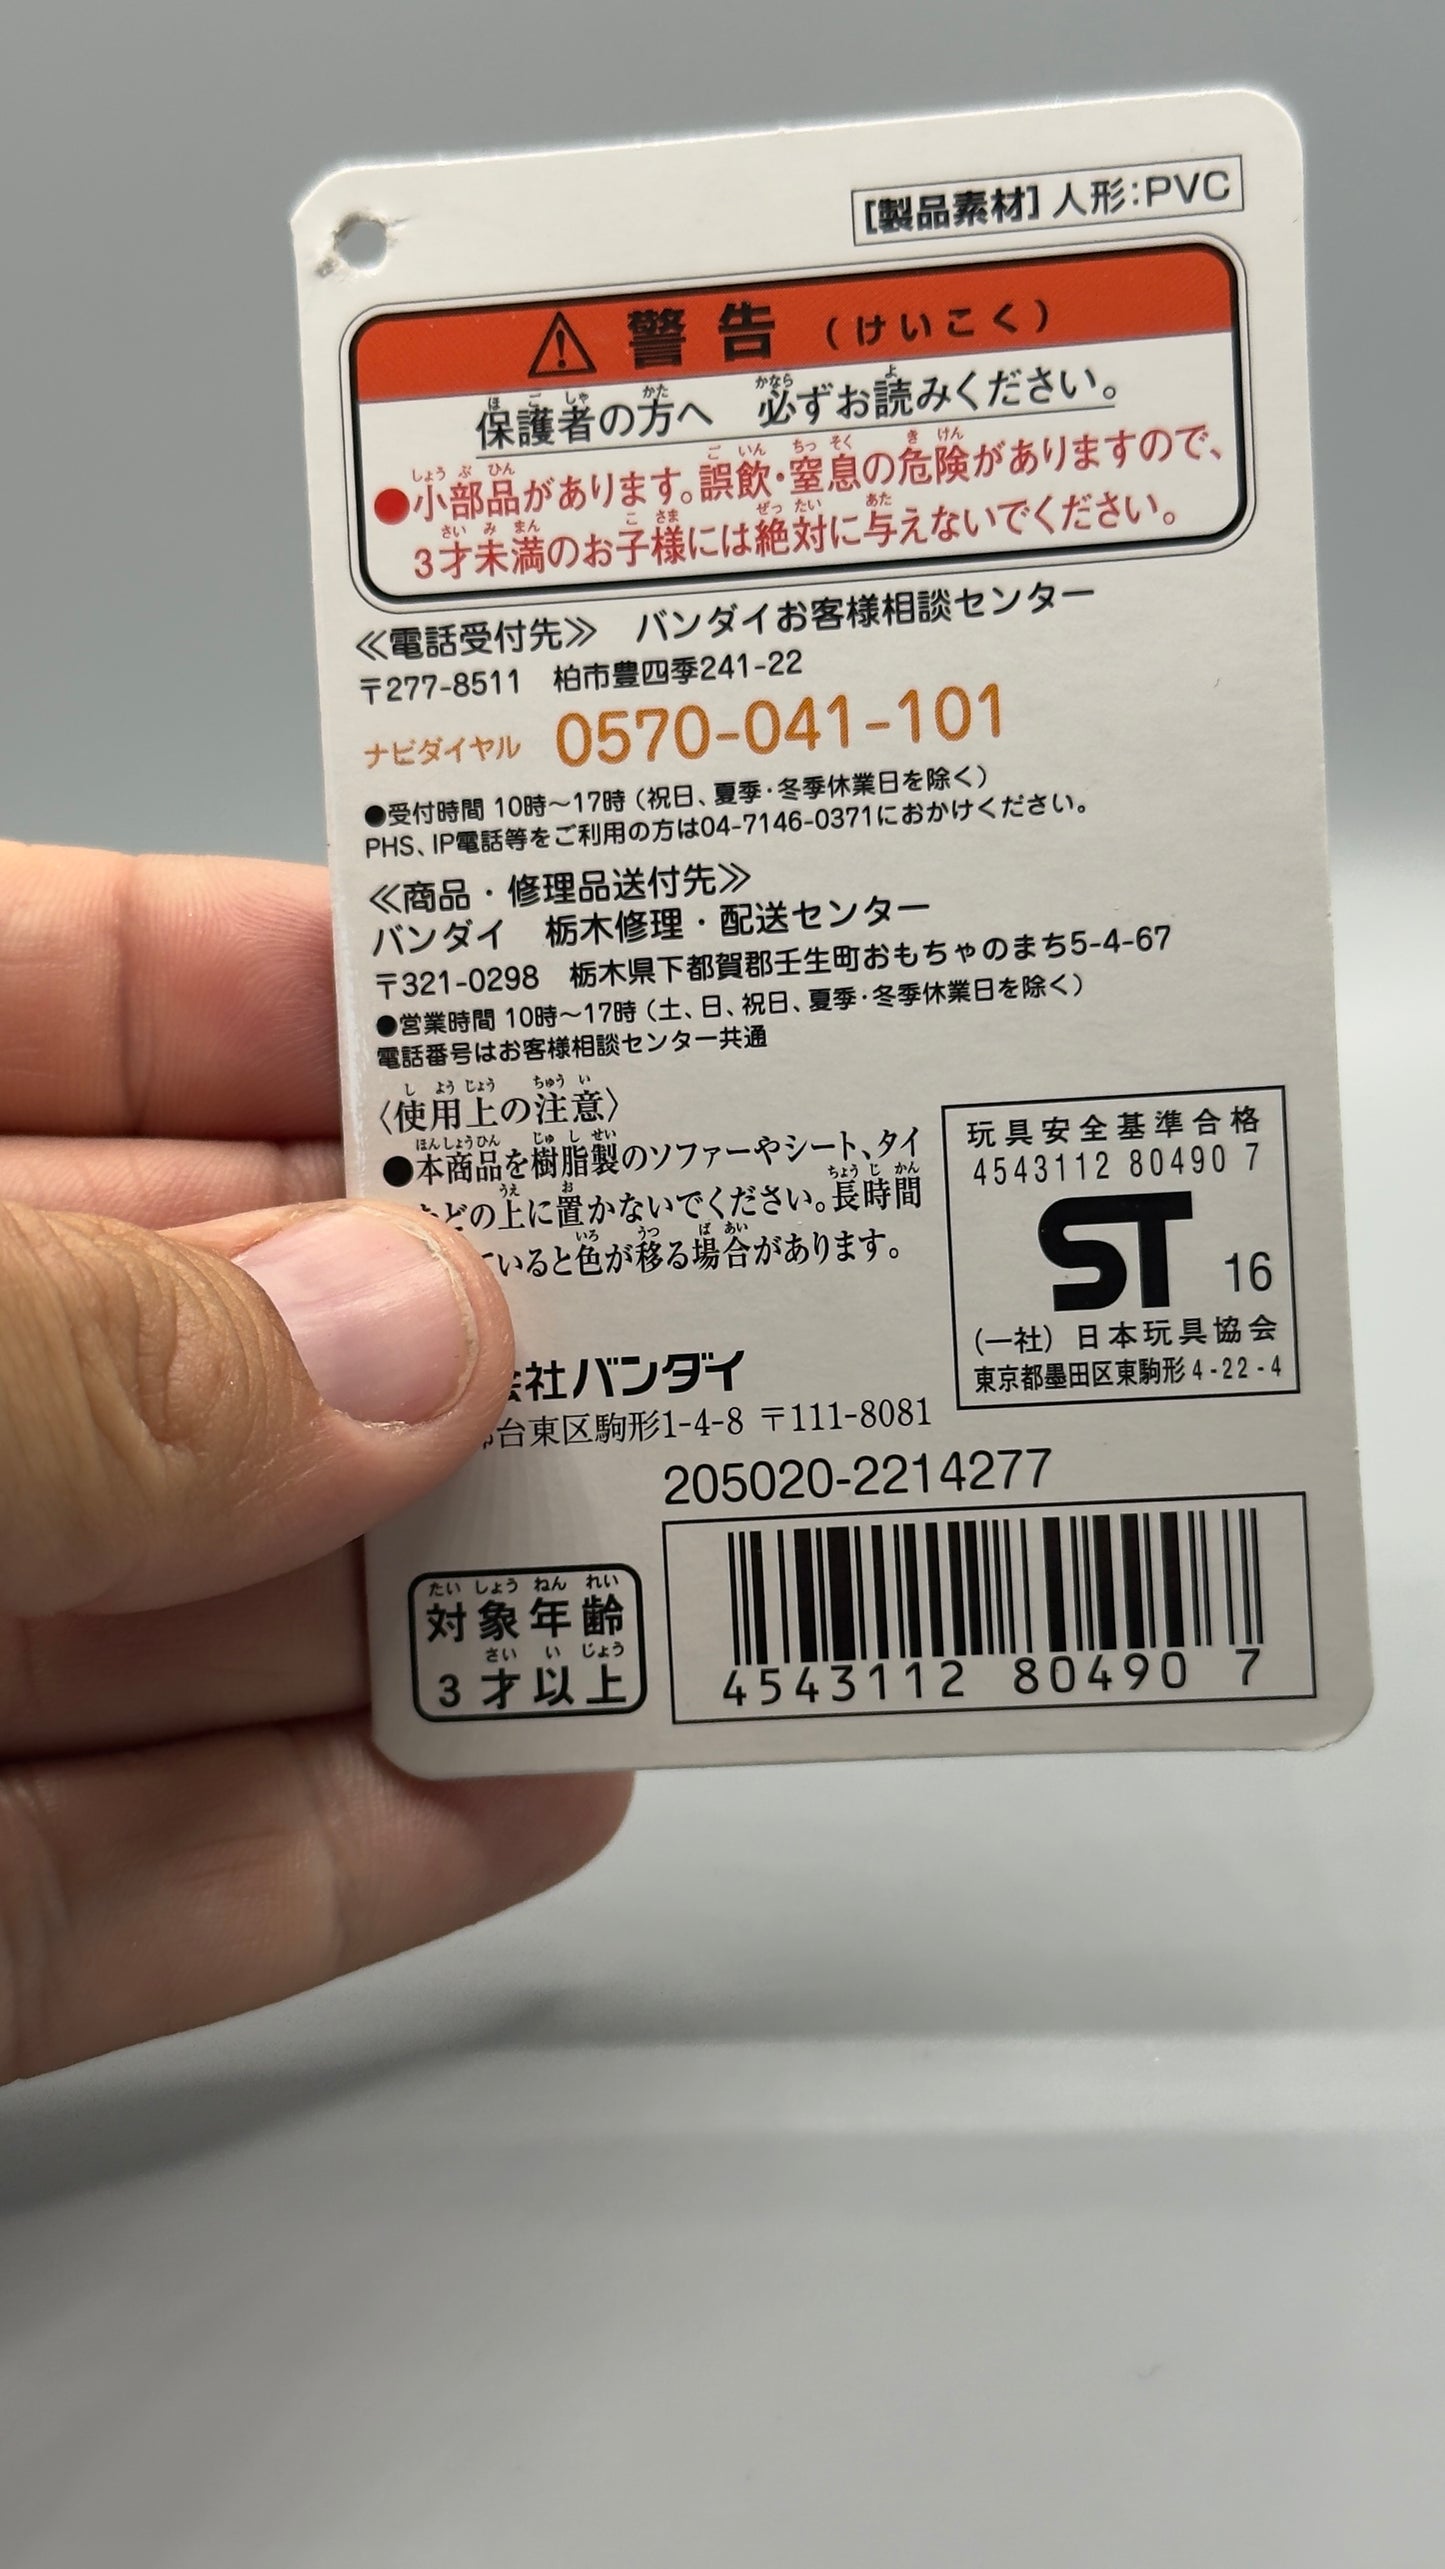 [製品素材]人形:PVC
警告(けいこく)
保護者の方へ 必ずお読みください。
●小部品があります。誤飲・窒息の危険がありますので、
3才未満のお子様には絶対に与えないでください。
≪電話受付先≫ バンダイお客様相談センター
〒277-8511 柏市豊四季241-22
ナビダイヤル 0570-041-101
●受付時間 10時〜17時(祝日、夏季・冬季休業日を除く)
PHS、IP電話等をご利用の方は04-7146-0371におかけください。
≪商品・修理品送付先≫
バンダイ 栃木修理・配送センター
〒321-0298 栃木県下都賀郡壬生町おもちゃのまち5-4-67
●営業時間 10時〜17時(土、日、祝日、夏季・冬季休業日を除く)
電話番号はお客様相談センター共通
〈使用上の注意〉
●本商品を樹脂製のソファーやシート、タイ
どの上に置かないでください。長時間
ていると色が移る場合があります。
玩具安全基準合格
4543112 80490 7
ST 16
(一社)日本玩具協会
東京都墨田区東駒形4-22-4
会社バンダイ
台東区駒形1-4-8 〒111-8081
205020-2214277
4543112 80490 7
対象年齢
3才以上